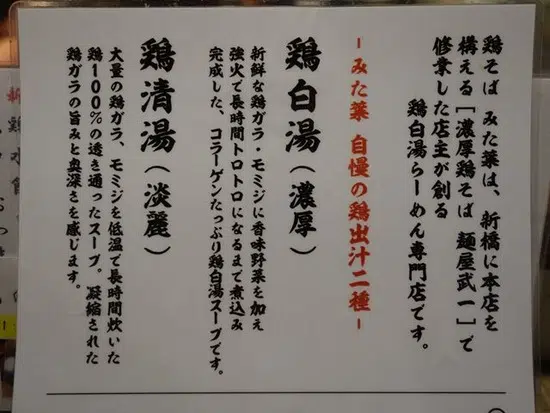 鶏そば みた葉は、新橋に本店を
構える[濃厚鶏そば 麺屋武一]で
修業した店主が創る
鶏白湯らーめん専門店です。
-みた葉 自慢の鶏出汁二種-
鶏白湯(濃厚)
新鮮な鶏ガラ・モミジに香味野菜を加え
強火で長時間トロトロになるまで煮込み
完成した、コラーゲンたっぷり鶏白湯スープです。
鶏清湯(淡麗)
大量の鶏ガラ、モミジを低温で長時間炊いた
鶏100%の透き通ったスープ。凝縮された
鶏ガラの旨みと奥深さを感じます。